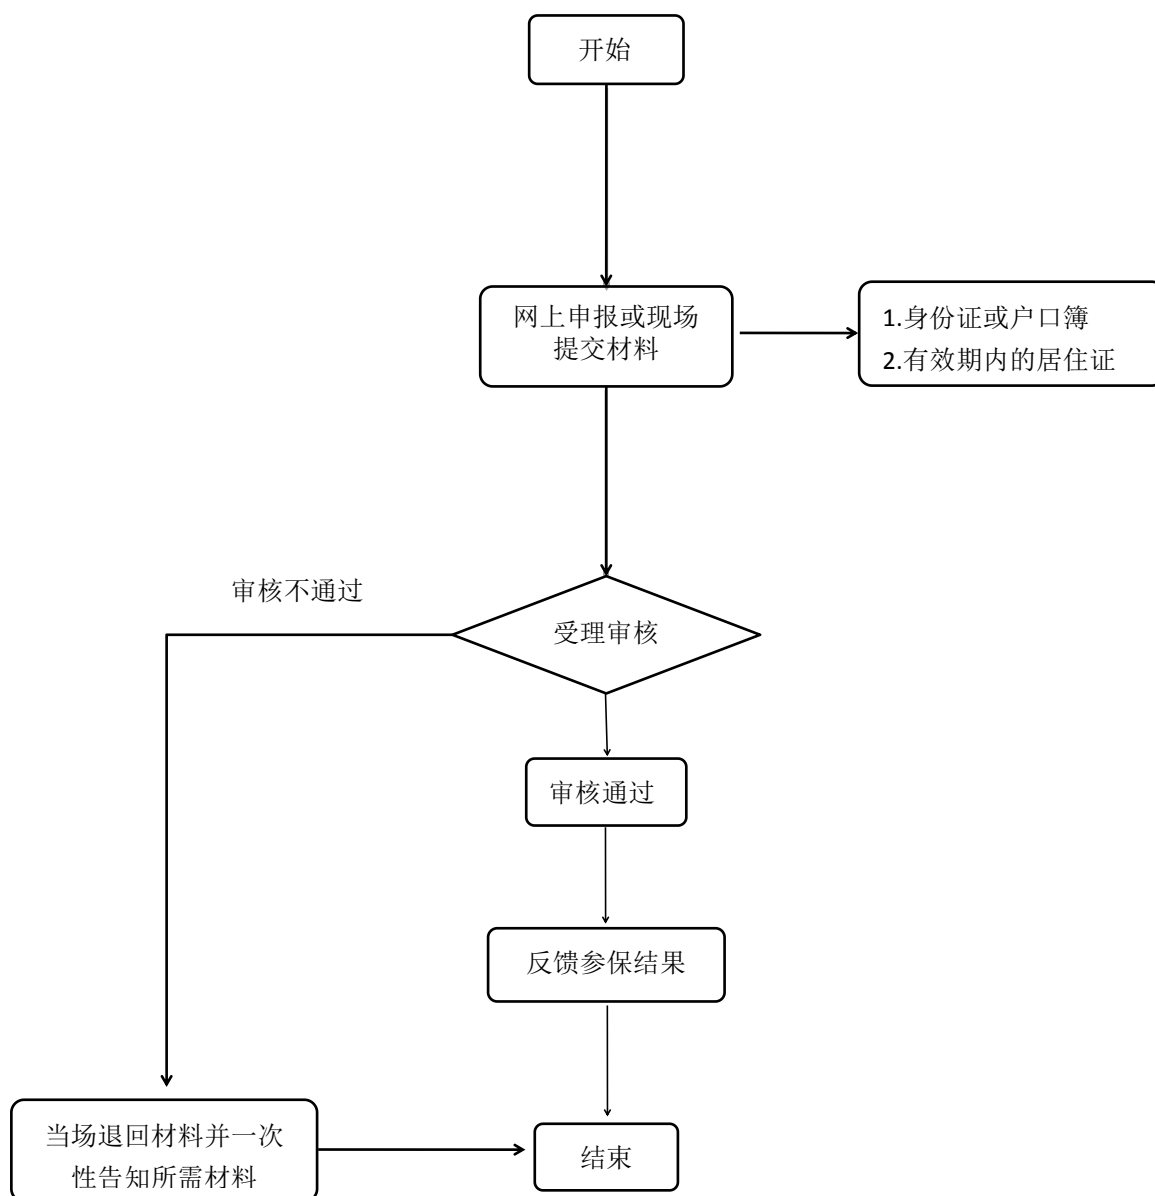 开始
网上申报或现场
提交材料
1.身份证或户口簿
2.有效期内的居住证
审核不通过
受理审核
审核通过
反馈参保结果
当场退回材料并一次
性告知所需材料
结束